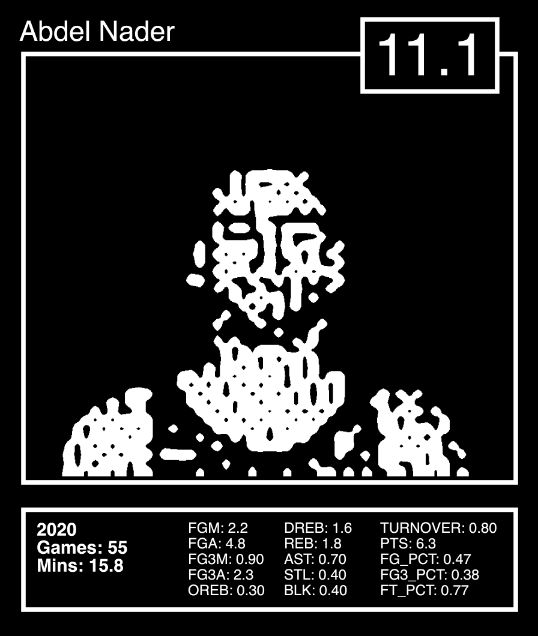 Abdel Nader
11.1
2020
Games: 55
Mins: 15.8
FGM: 2.2
FGA: 4.8
FG3M: 0.90
FG3A: 2.3
OREB: 0.30
DREB: 1.6
REB: 1.8
AST: 0.70
STL: 0.40
BLK: 0.40
TURNOVER: 0.80
PTS: 6.3
FG_PCT: 0.47
FG3_PCT: 0.38
FT_PCT: 0.77